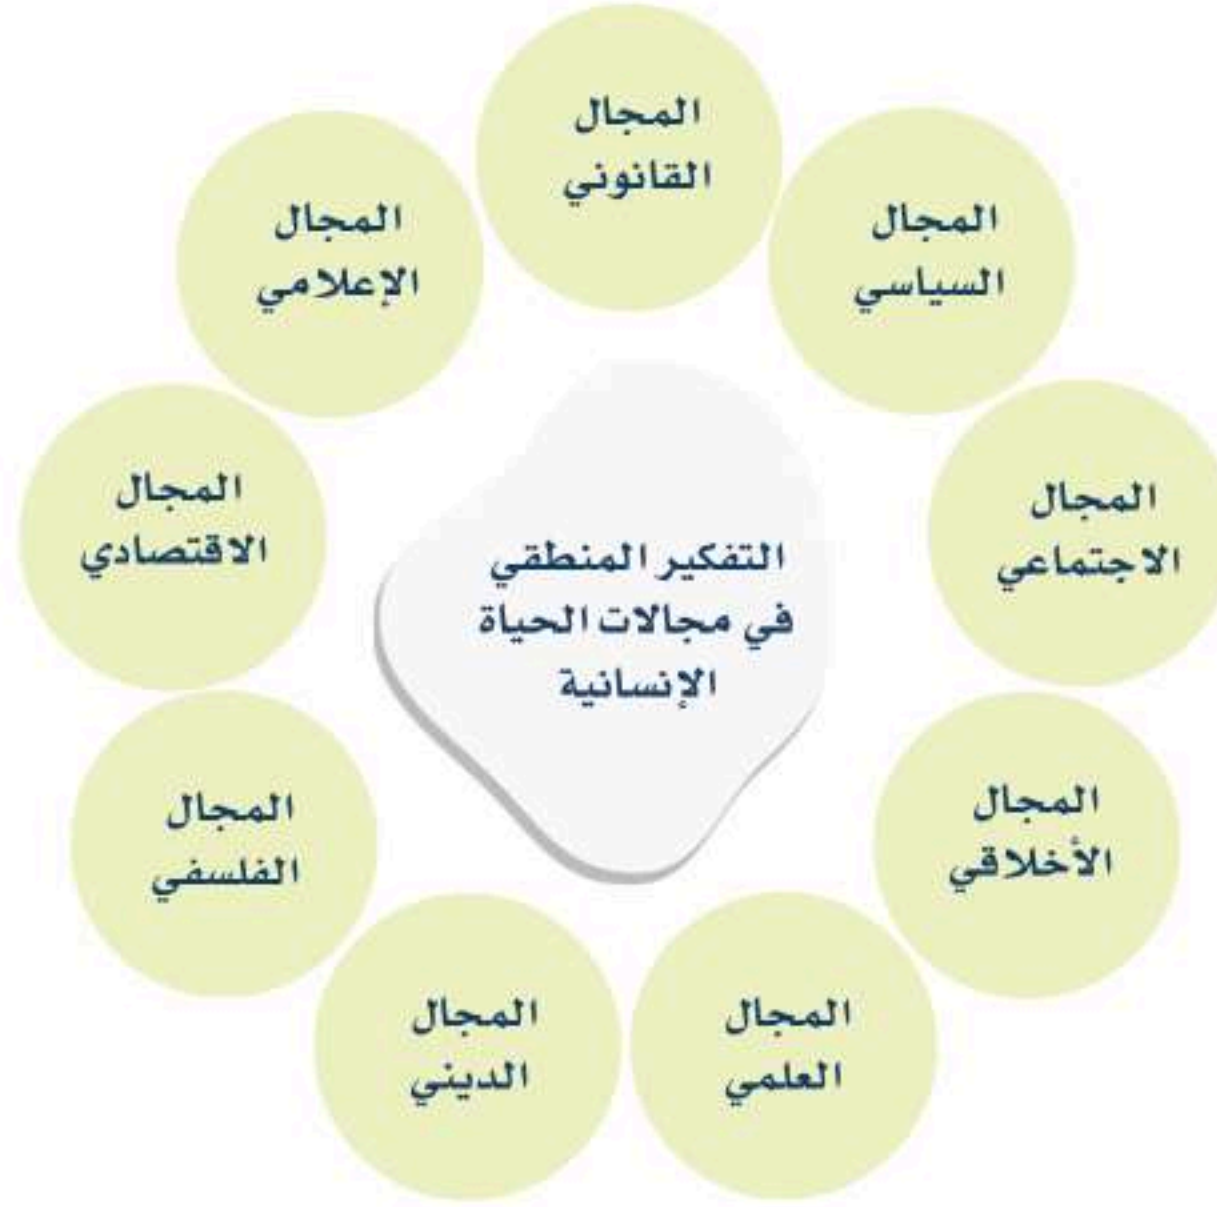 المجال
القانوني
المجال
السياسي
المجال
الإعلامي
المجال
الاجتماعي
المجال
الاقتصادي
التفكير المنطقي
في مجالات الحياة
الإنسانية
المجال
الأخلاقي
المجال
الفلسفي
المجال
العلمي
المجال
الديني